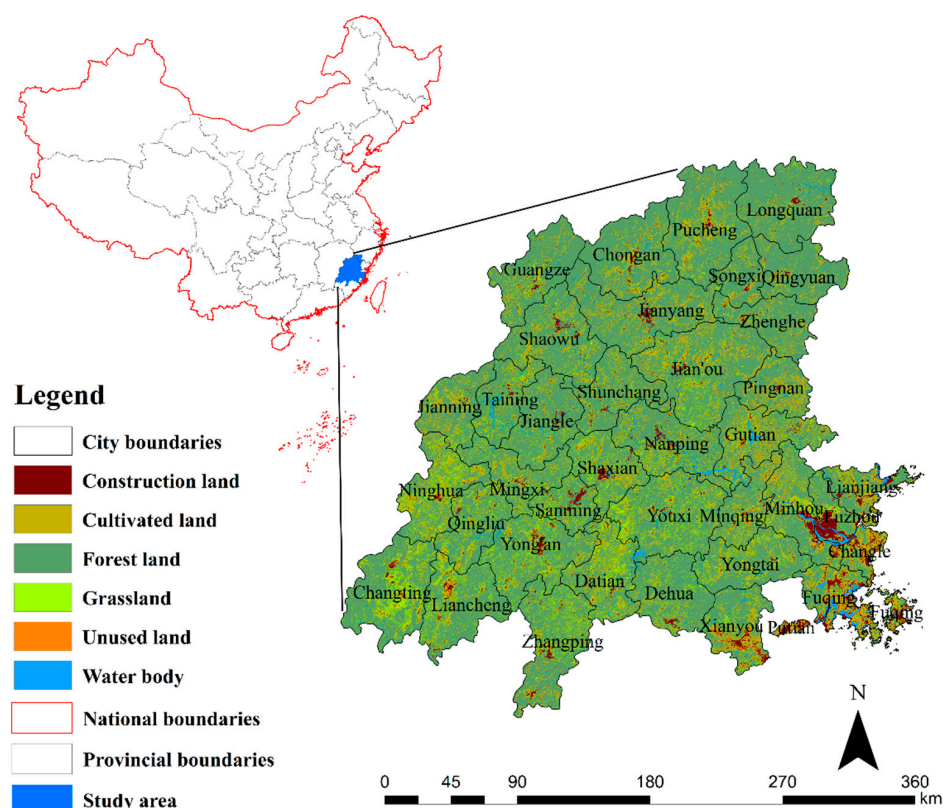 Longquan
Pucheng
Chongan
Guangze
Songxi
Qingyuan
Jianyang
Zhenghe
Shaowu
Jian'ou
Pingnan
Shunchang
Taining
Jianning
Jiangle
Gutian
Nanping
Shaxian
Lianjiang
Ninghua
Mingxi
Sanming
Youxi
Minqing
Minhou
Fuzhou
Qingliu
Yong'an
Changle
Yongtai
Datian
Dehua
Changting
Liancheng
Fuqing
Fuqing
Xianyou
Putian
Zhangping
Legend
City boundaries
Construction land
Cultivated land
Forest land
Grassland
Unused land
Water body
National boundaries
Provincial boundaries
Study area
N
0 45 90 180 270 360
km